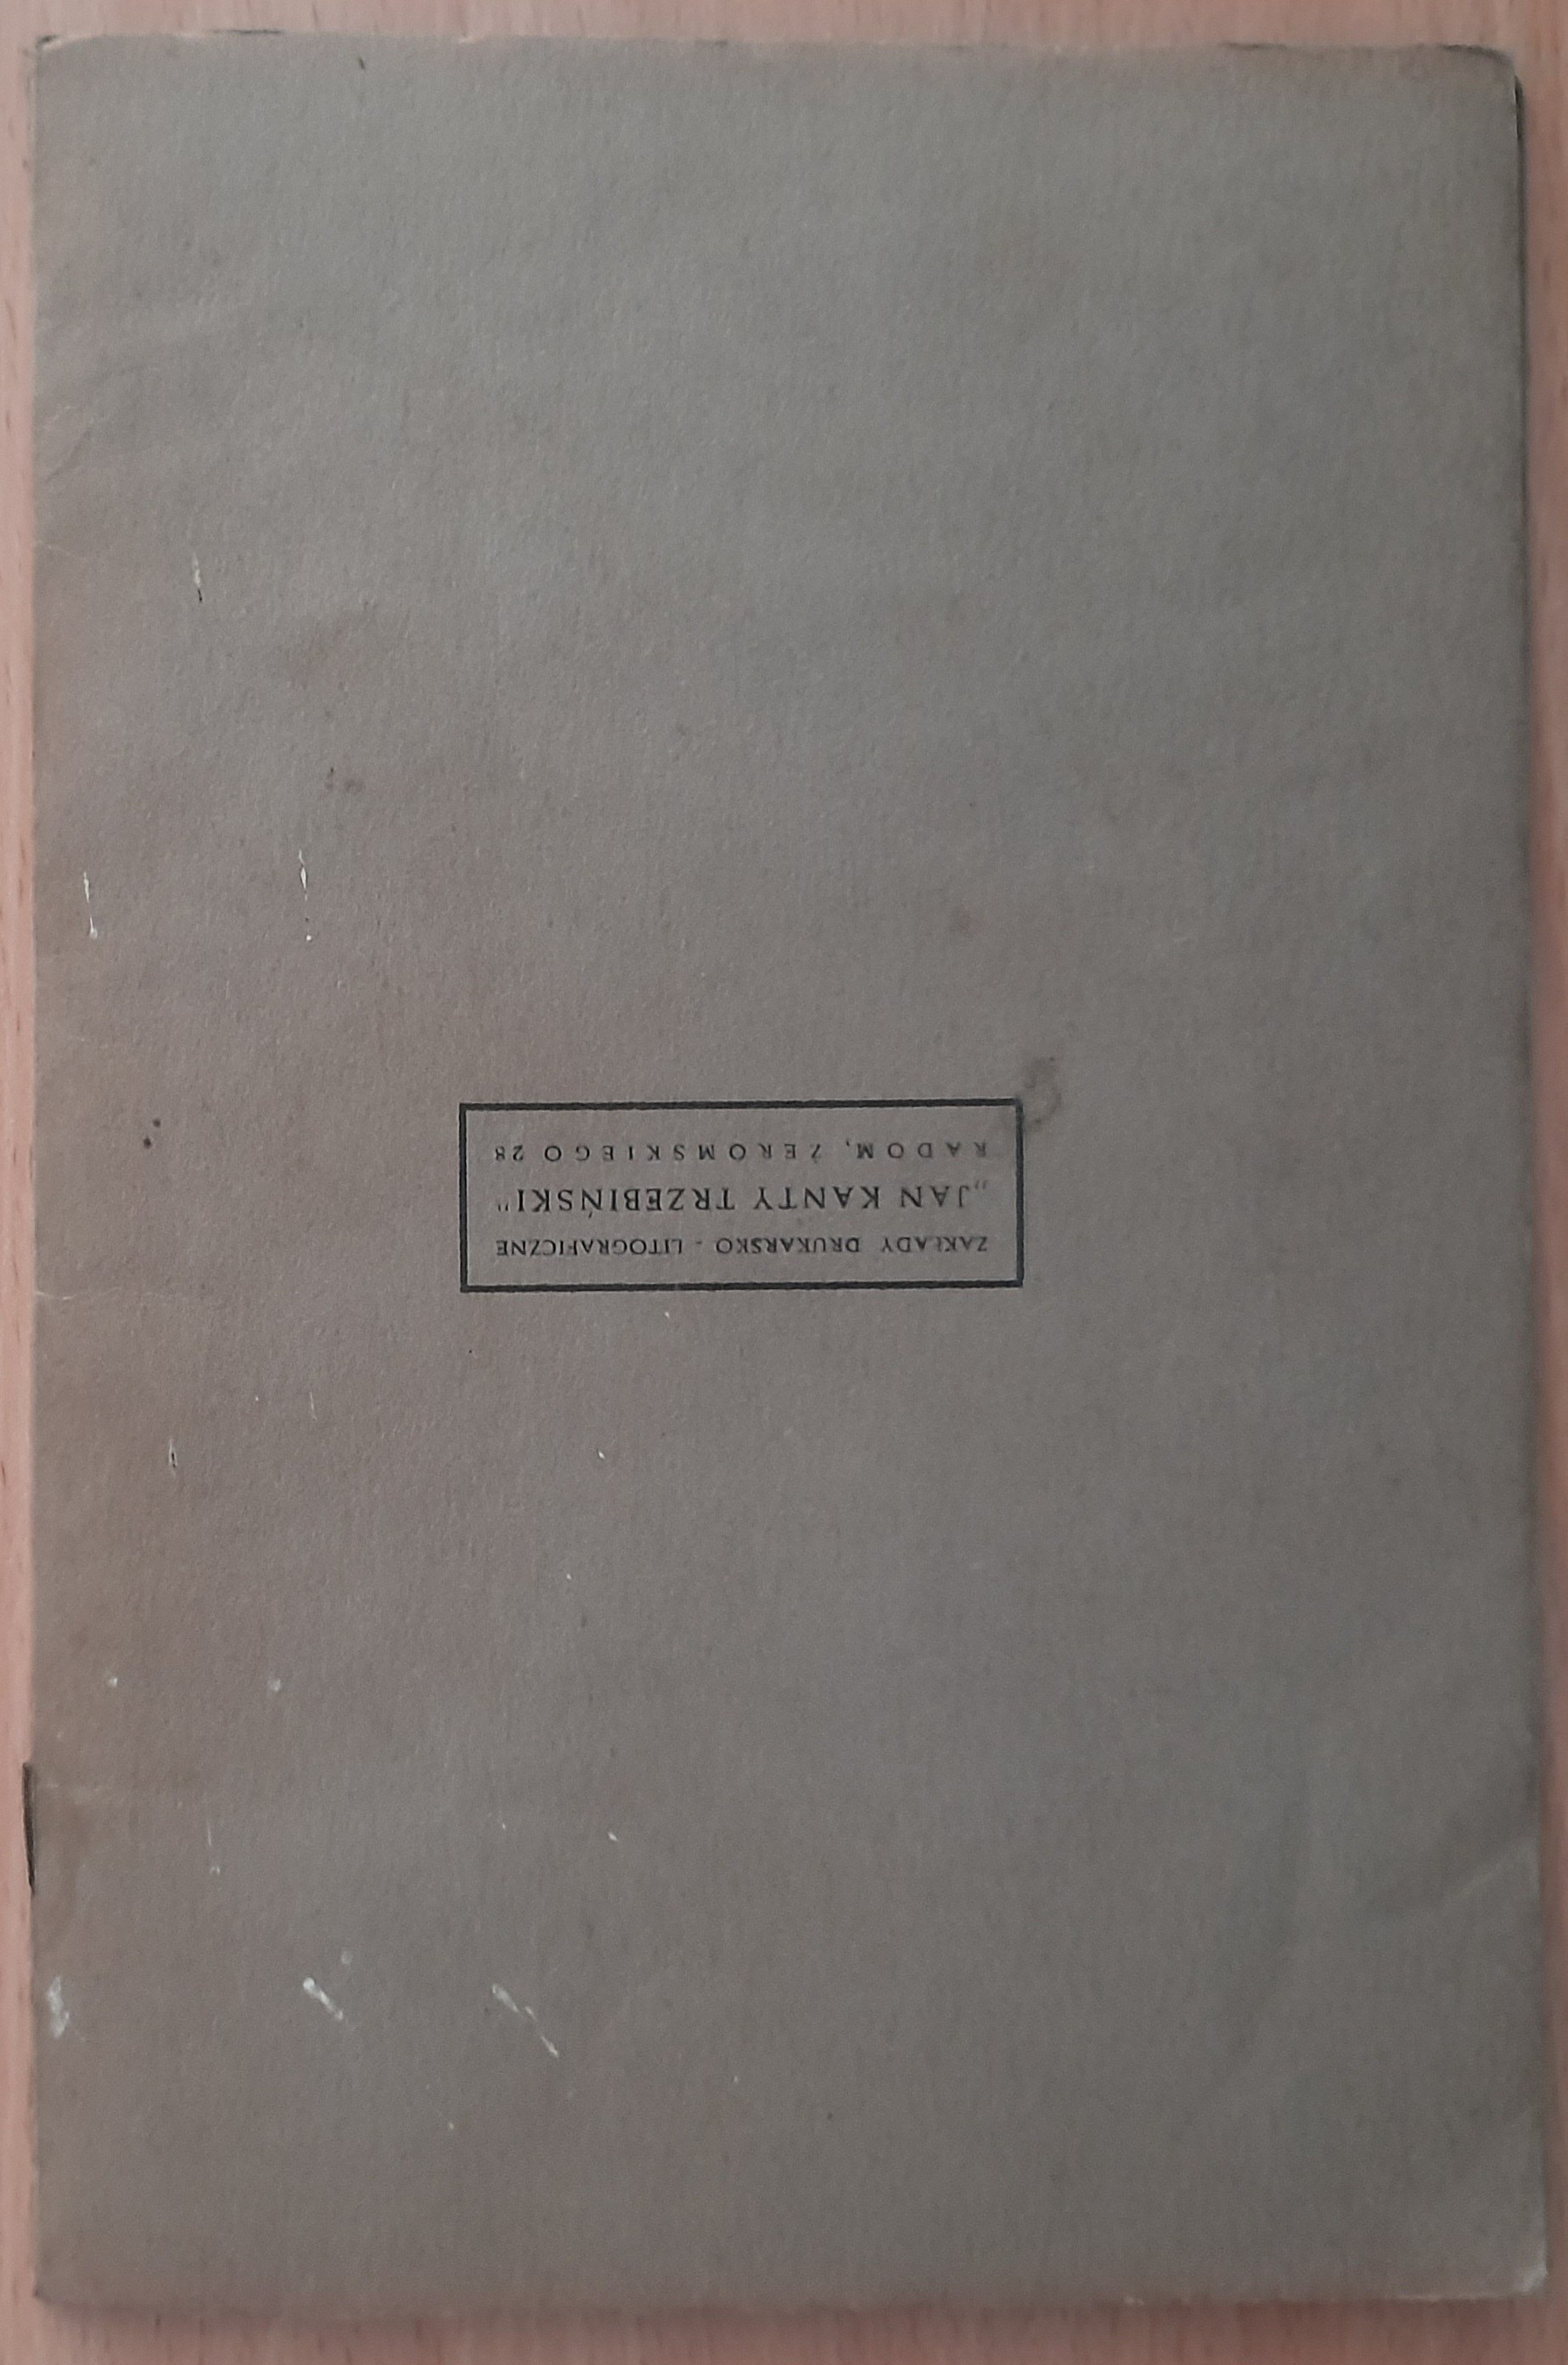 ZAKŁADY DRUKARSKO - LITOGRAFICZNE
„JAN KANTY TRZEBIŃSKI"
RADOM, ŻEROMSKIEGO 28